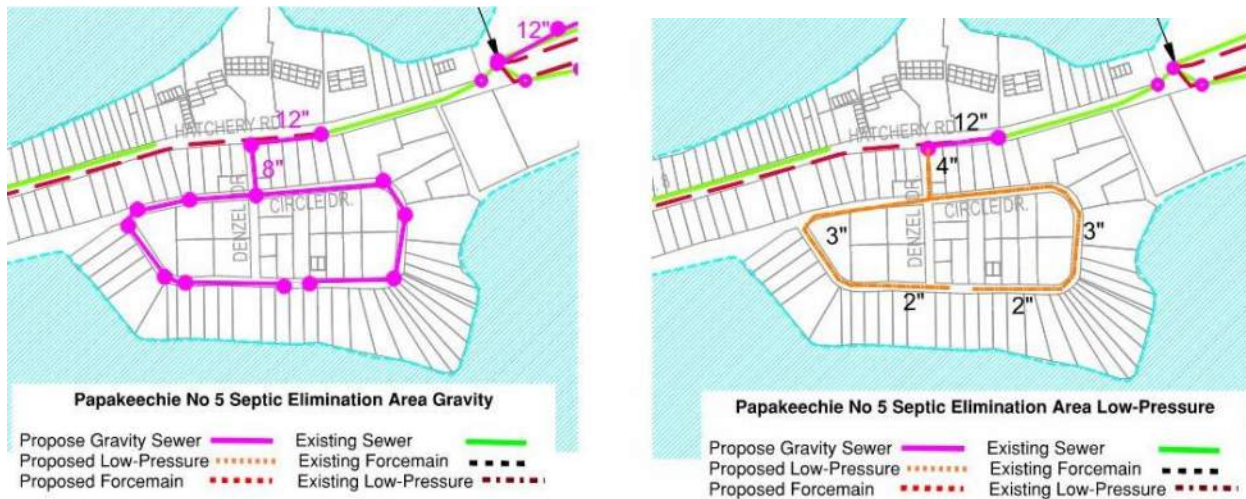 12"
HATCHERY RD
12"
8"
DENZEL DR.
CIRCLE DR.
Papakeechie No 5 Septic Elimination Area Gravity
Propose Gravity Sewer Existing Sewer
Proposed Low-Pressure Existing Forcemain
Proposed Forcemain Existing Low-Pressure
HATCHERY RD
12"
4"
DENZEL DR.
CIRCLE DR.
3"
3"
2"
2"
Papakeechie No 5 Septic Elimination Area Low-Pressure
Propose Gravity Sewer Existing Sewer
Proposed Low-Pressure Existing Forcemain
Proposed Forcemain Existing Low-Pressure